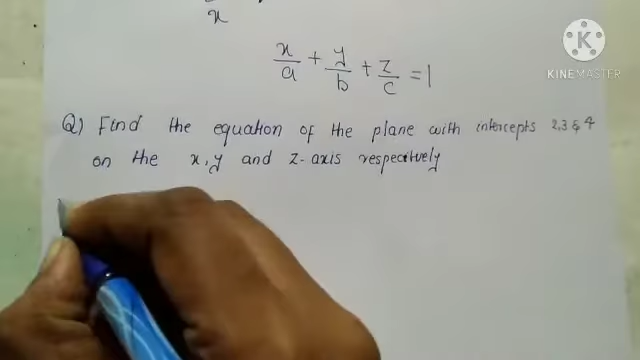 x
x/a + y/b + z/c = 1
Q) Find the equation of the plane with intercepts 2,3 & 4
on the x, y and z-axis respectively
KINEMASTER